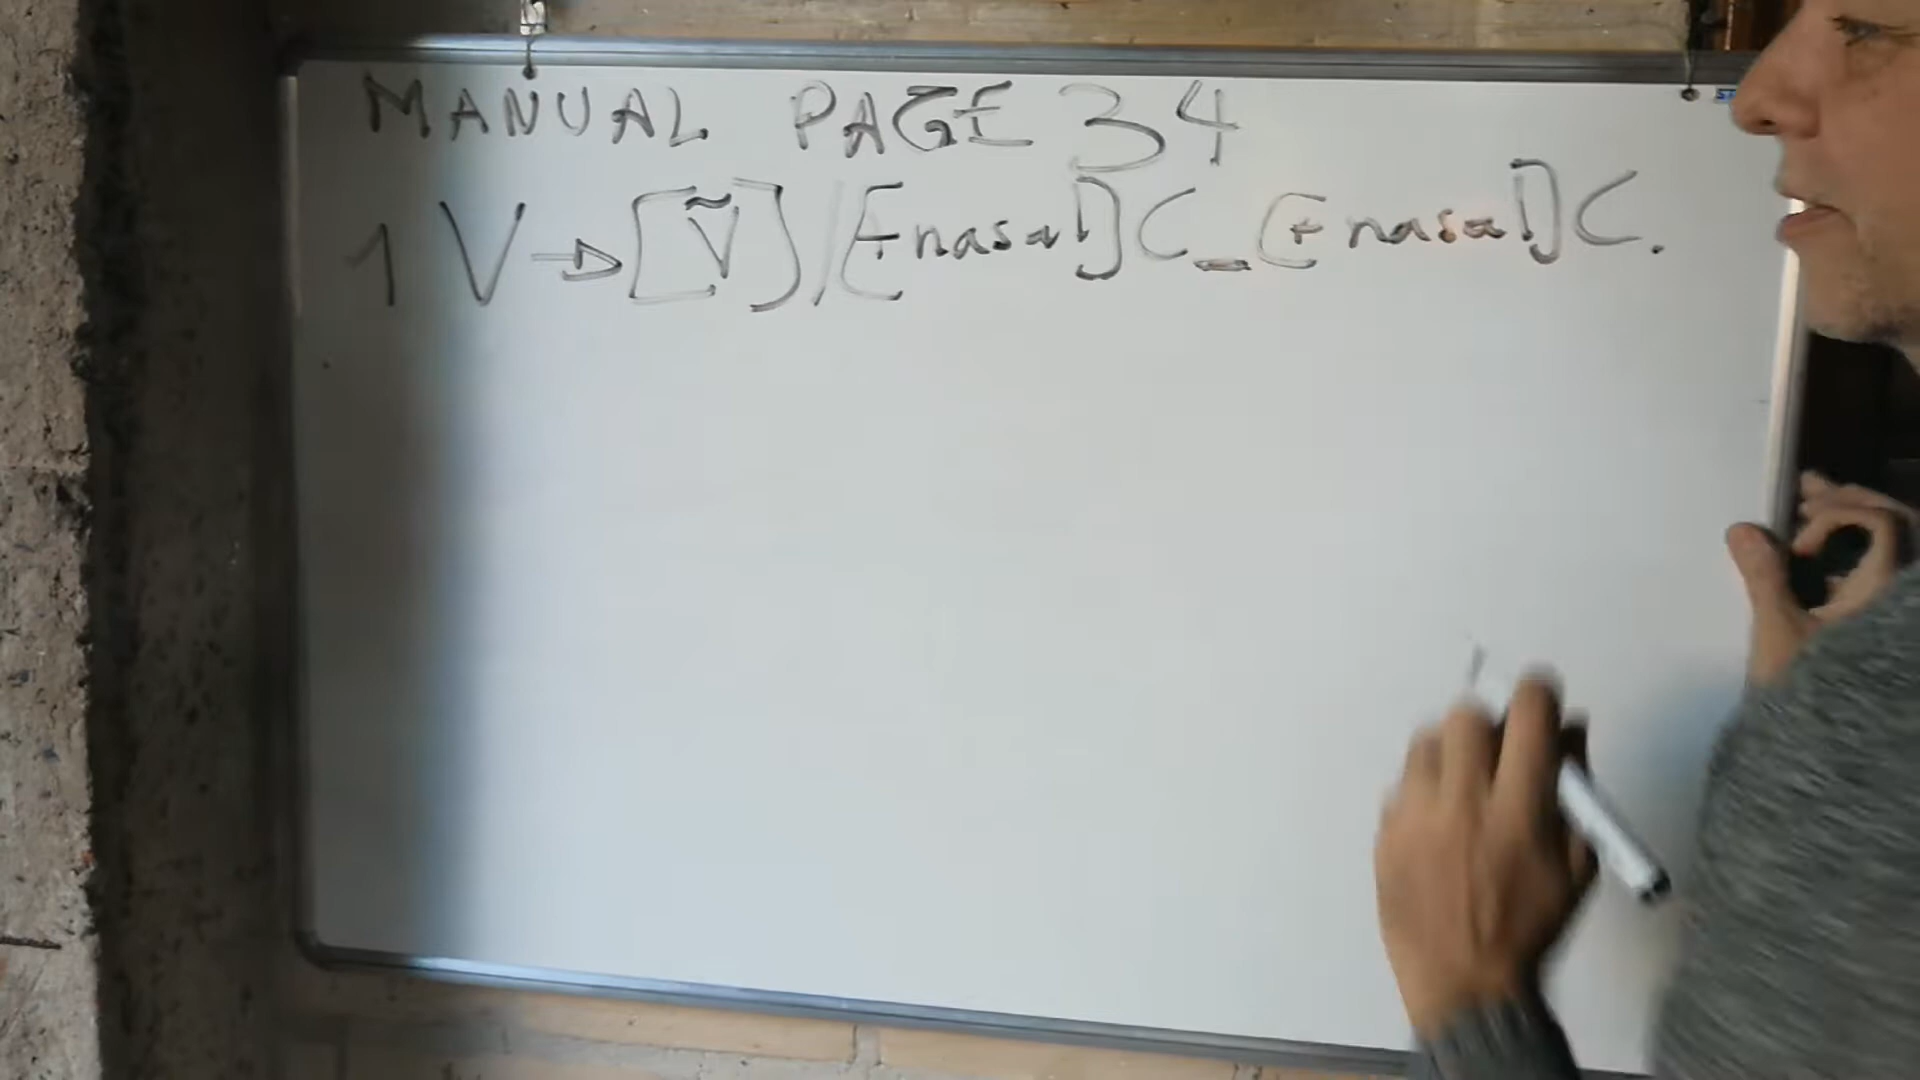 MANUAL PAGE 34
1 V → [Ṽ] / [+nasal] C _ [+nasal] C.